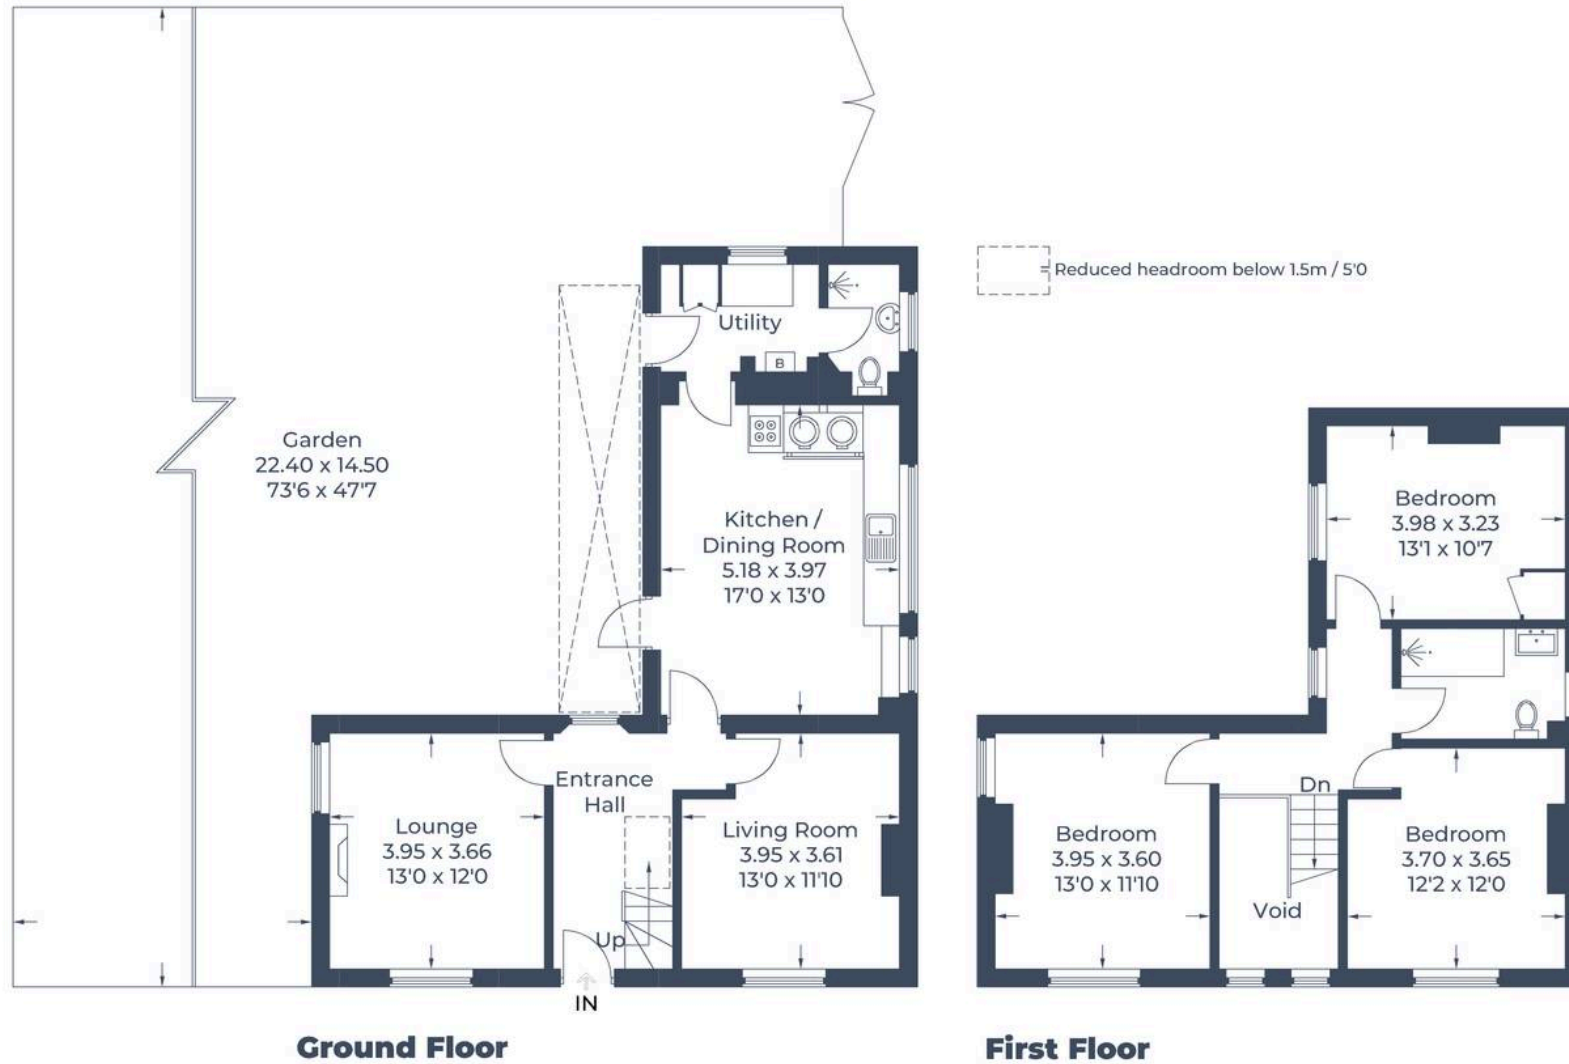 Reduced headroom below 1.5m / 5'0
Utility
B
Garden
22.40 x 14.50
73'6 x 47'7
Kitchen /
Dining Room
5.18 x 3.97
17'0 x 13'0
Entrance
Hall
Lounge
3.95 x 3.66
13'0 x 12'0
Living Room
3.95 x 3.61
13'0 x 11'10
Up
IN
Ground Floor
Bedroom
3.98 x 3.23
13'1 x 10'7
Dn
Bedroom
3.95 x 3.60
13'0 x 11'10
Bedroom
3.70 x 3.65
12'2 x 12'0
Void
First Floor